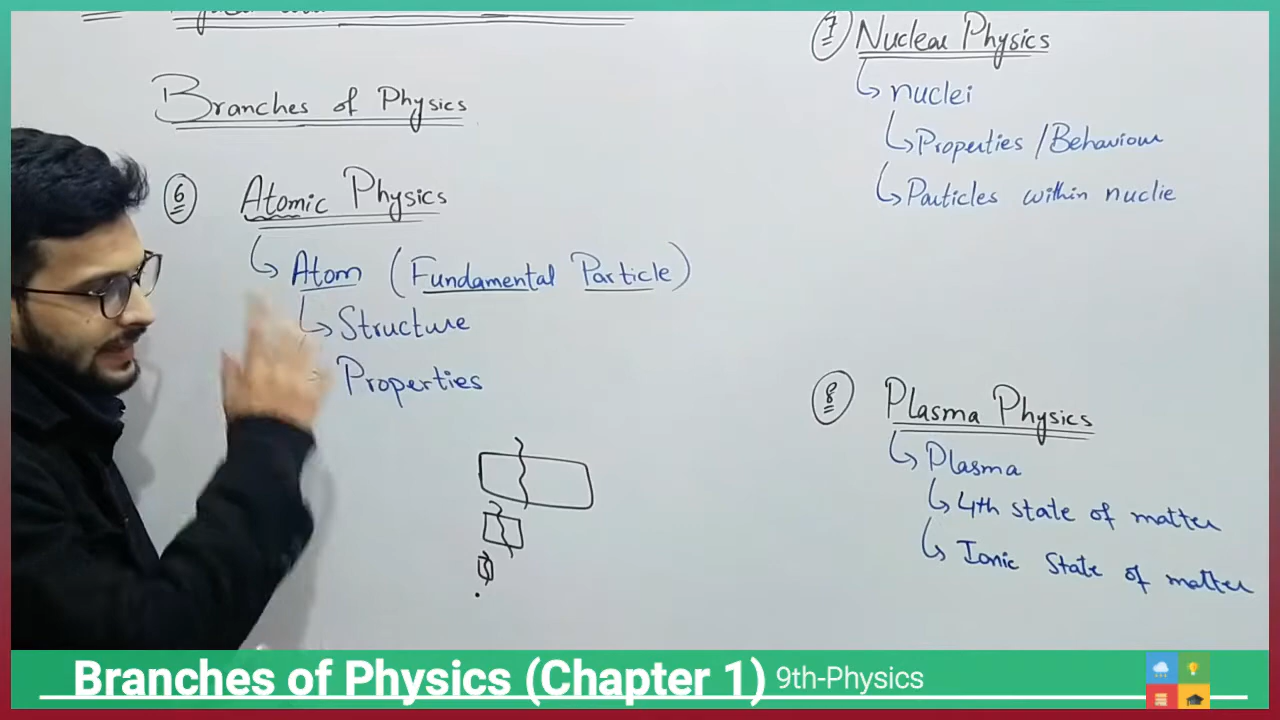 Branches of Physics
6 Atomic Physics
Atom (Fundamental Particle)
Structure
Properties
7 Nuclear Physics
nuclei
Properties / Behaviour
Particles within nuclie
8 Plasma Physics
Plasma
4th state of matter
Ionic State of matter
Branches of Physics (Chapter 1) 9th-Physics